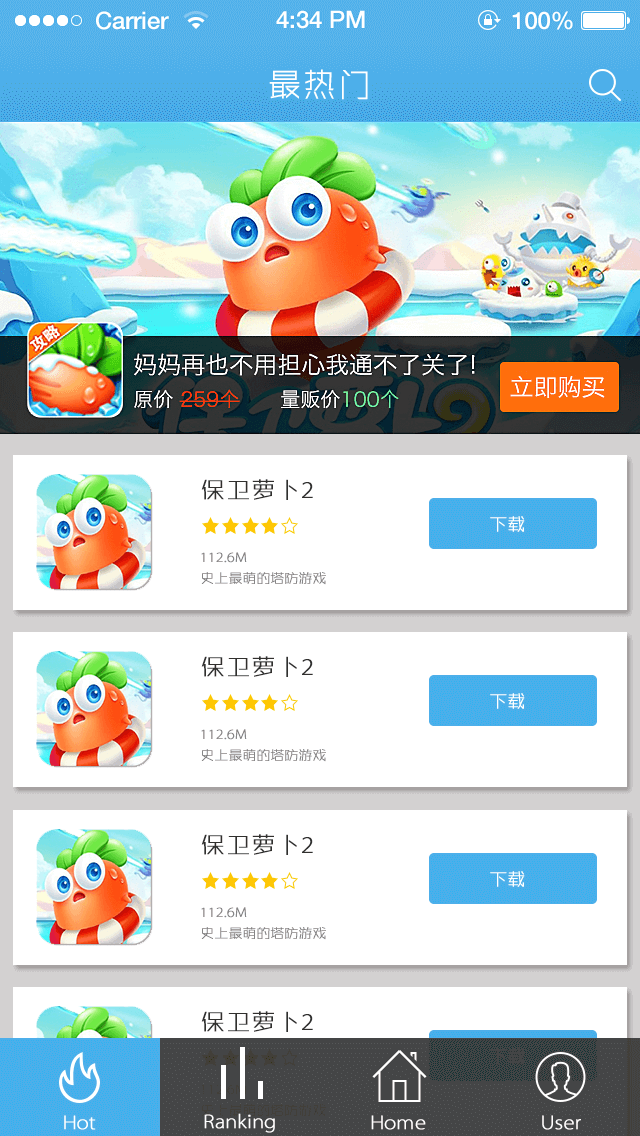 Carrier 4:34 PM 100%
最热门
攻略
妈妈再也不用担心我通不了关了!
原价 259个 量贩价100个
立即购买
保卫萝卜2
112.6M
史上最萌的塔防游戏
下载
保卫萝卜2
112.6M
史上最萌的塔防游戏
下载
保卫萝卜2
112.6M
史上最萌的塔防游戏
下载
保卫萝卜2
Hot Ranking Home User